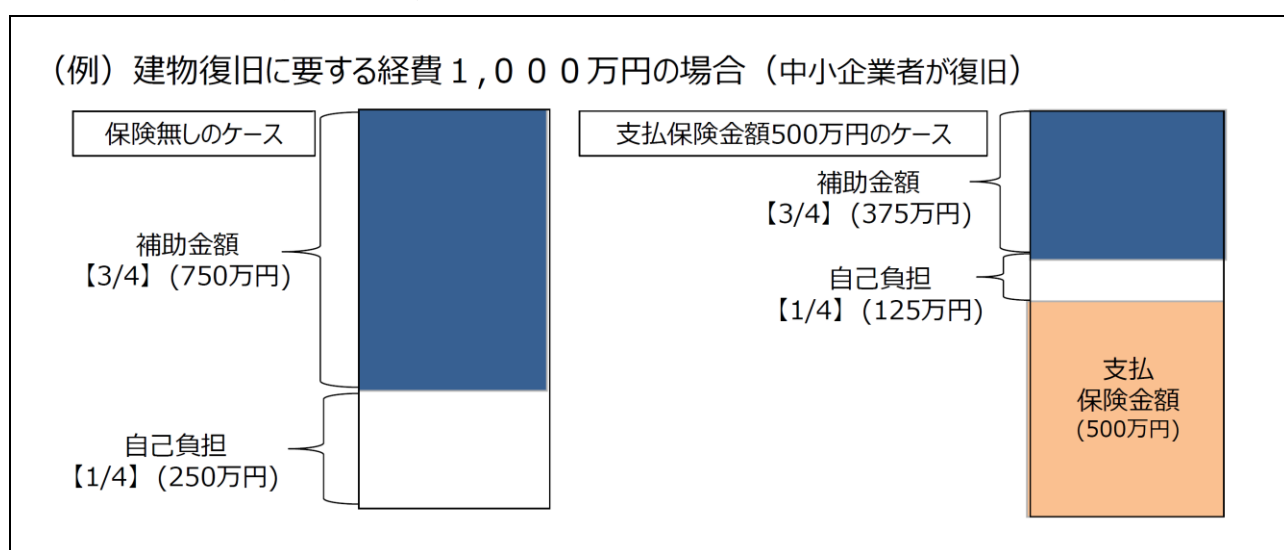 （例）建物復旧に要する経費１,０００万円の場合（中小企業者が復旧）
保険無しのケース
補助金額
【3/4】(750万円)
自己負担
【1/4】(250万円)
支払保険金額500万円のケース
補助金額
【3/4】(375万円)
自己負担
【1/4】(125万円)
支払
保険金額
(500万円)